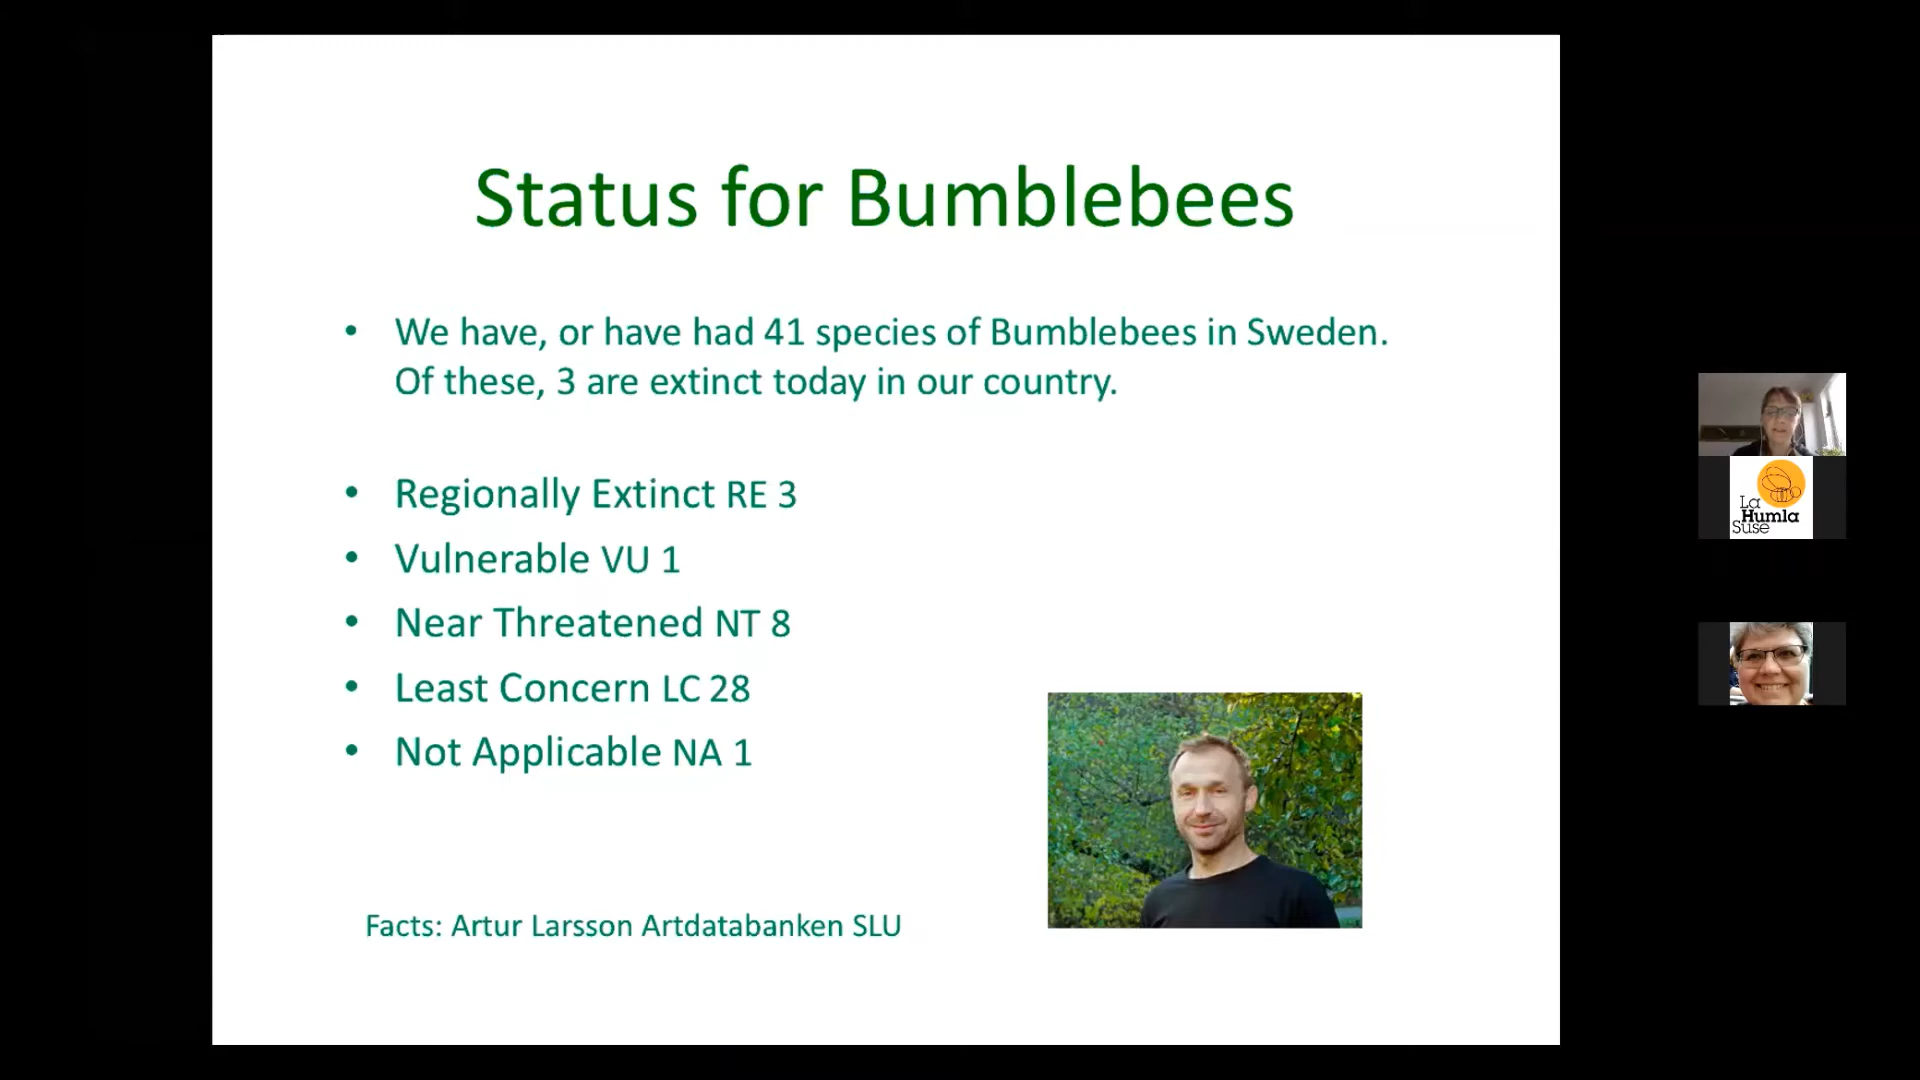 Status for Bumblebees
• We have, or have had 41 species of Bumblebees in Sweden.
Of these, 3 are extinct today in our country.
• Regionally Extinct RE 3
• Vulnerable VU 1
• Near Threatened NT 8
• Least Concern LC 28
• Not Applicable NA 1
Facts: Artur Larsson Artdatabanken SLU
La
Humla
Suse